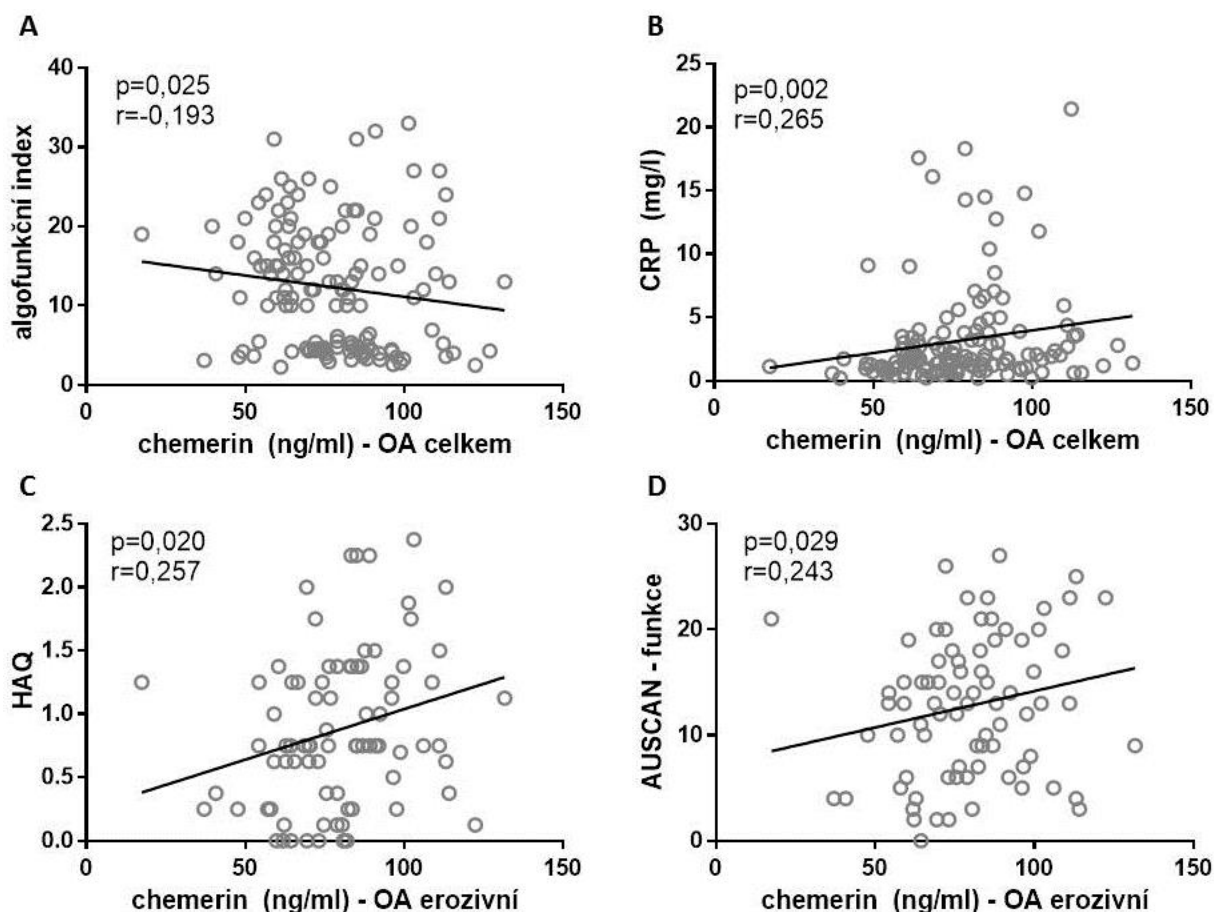 A
p=0,025
r=-0,193
algofunkční index
40
30
20
10
0
0 50 100 150
chemerin (ng/ml) - OA celkem
B
p=0,002
r=0,265
CRP (mg/l)
25
20
15
10
5
0
0 50 100 150
chemerin (ng/ml) - OA celkem
C
p=0,020
r=0,257
HAQ
2.5
2.0
1.5
1.0
0.5
0.0
0 50 100 150
chemerin (ng/ml) - OA erozivní
D
p=0,029
r=0,243
AUSCAN - funkce
30
20
10
0
0 50 100 150
chemerin (ng/ml) - OA erozivní